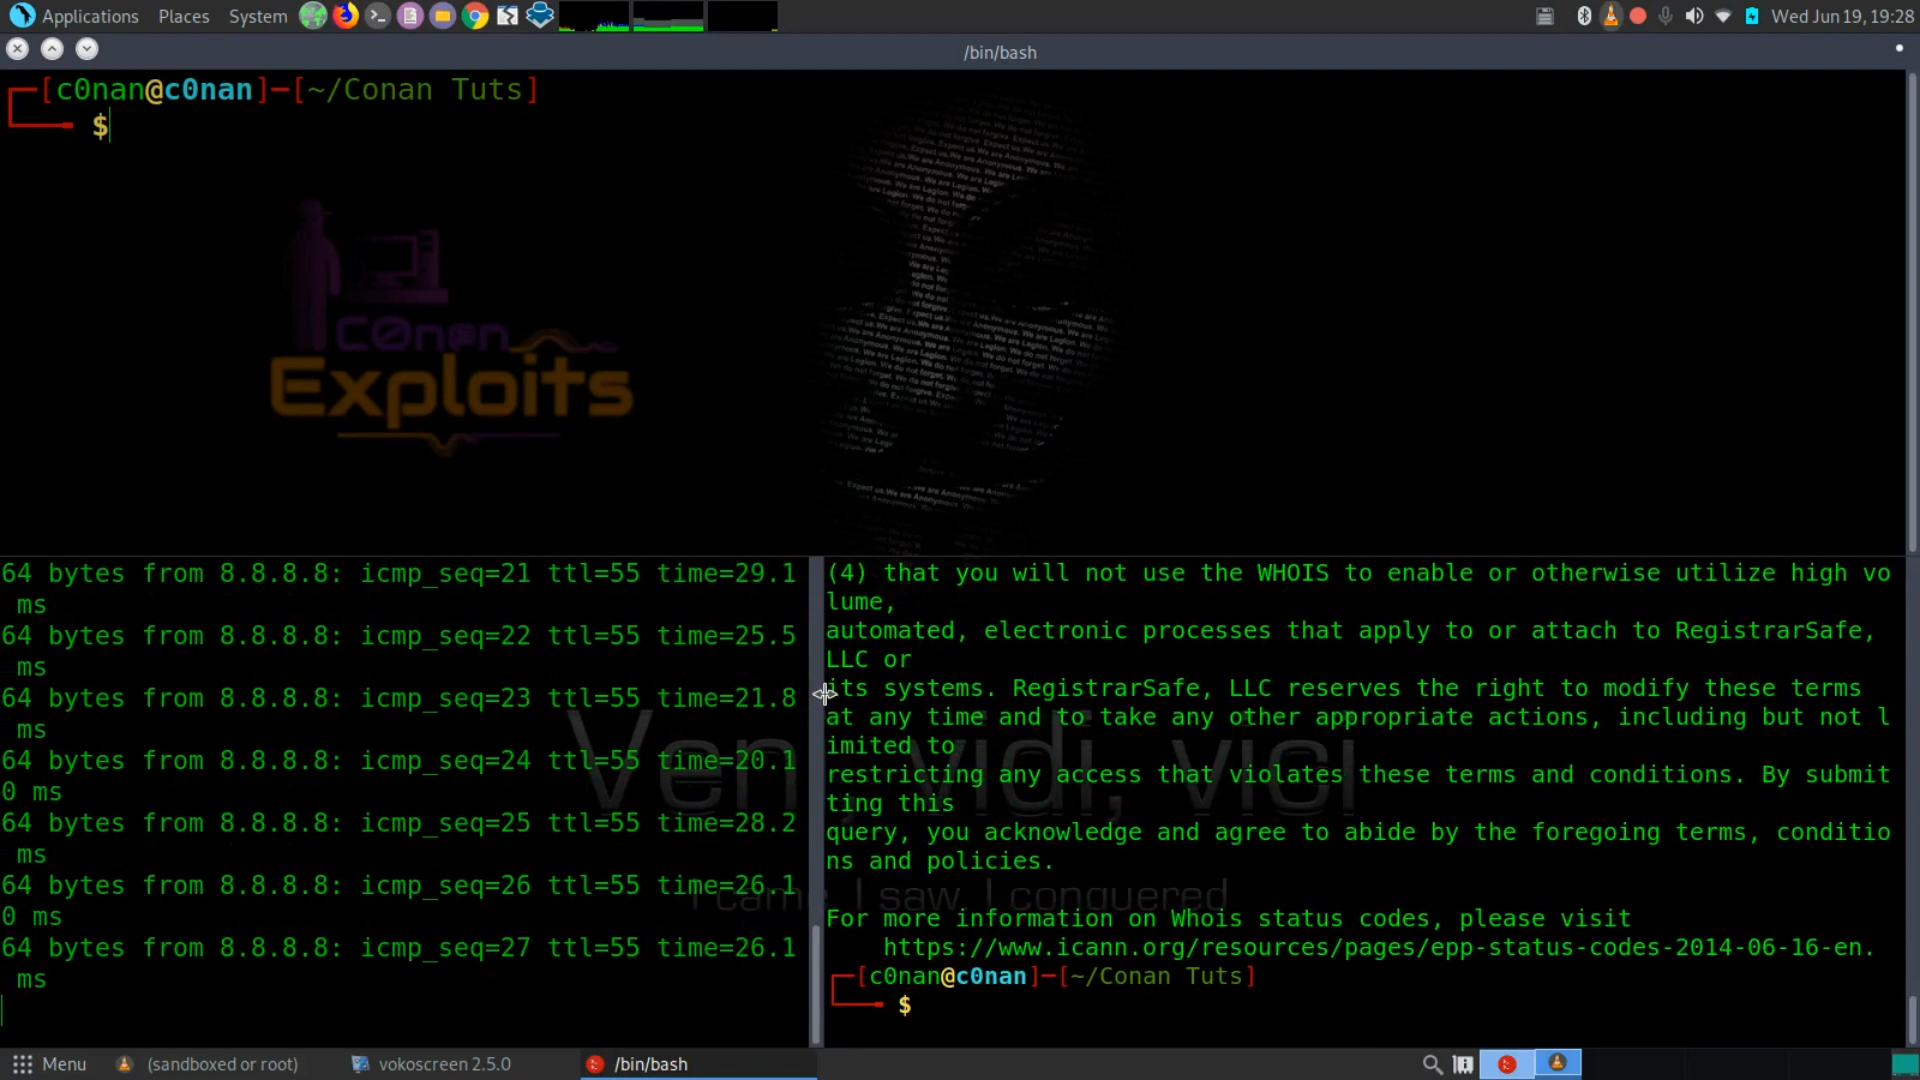 Applications Places System Wed Jun 19, 19:28
/bin/bash
[c0nan@c0nan]─[~/Conan Tuts]
$
C0nan
Exploits
64 bytes from 8.8.8.8: icmp_seq=21 ttl=55 time=29.1
ms
64 bytes from 8.8.8.8: icmp_seq=22 ttl=55 time=25.5
ms
64 bytes from 8.8.8.8: icmp_seq=23 ttl=55 time=21.8
ms
64 bytes from 8.8.8.8: icmp_seq=24 ttl=55 time=20.1
0 ms
64 bytes from 8.8.8.8: icmp_seq=25 ttl=55 time=28.2
ms
64 bytes from 8.8.8.8: icmp_seq=26 ttl=55 time=26.1
0 ms
64 bytes from 8.8.8.8: icmp_seq=27 ttl=55 time=26.1
ms
(4) that you will not use the WHOIS to enable or otherwise utilize high vo
lume,
automated, electronic processes that apply to or attach to RegistrarSafe,
LLC or
its systems. RegistrarSafe, LLC reserves the right to modify these terms
at any time and to take any other appropriate actions, including but not l
imited to
restricting any access that violates these terms and conditions. By submit
ting this
query, you acknowledge and agree to abide by the foregoing terms, conditio
ns and policies.
For more information on Whois status codes, please visit
https://www.icann.org/resources/pages/epp-status-codes-2014-06-16-en.
[c0nan@c0nan]─[~/Conan Tuts]
$
vidi, vici
I saw, I conquered
Menu (sandboxed or root) vokoscreen 2.5.0 /bin/bash